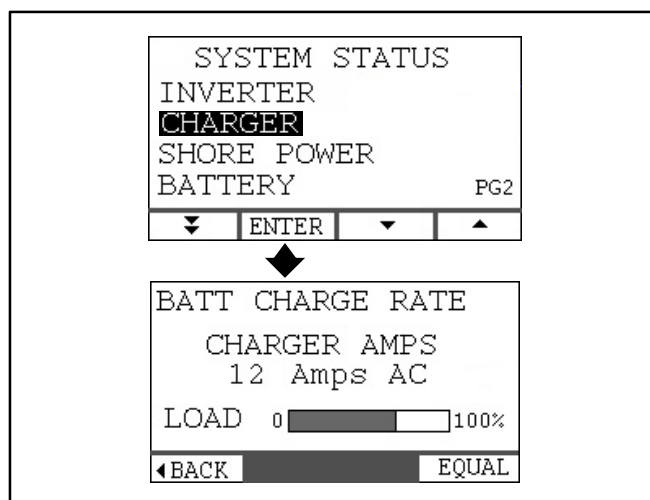 SYSTEM STATUS
INVERTER
CHARGER
SHORE POWER
BATTERY PG2
ENTER
BATT CHARGE RATE
CHARGER AMPS
12 Amps AC
LOAD 0 100%
BACK EQUAL